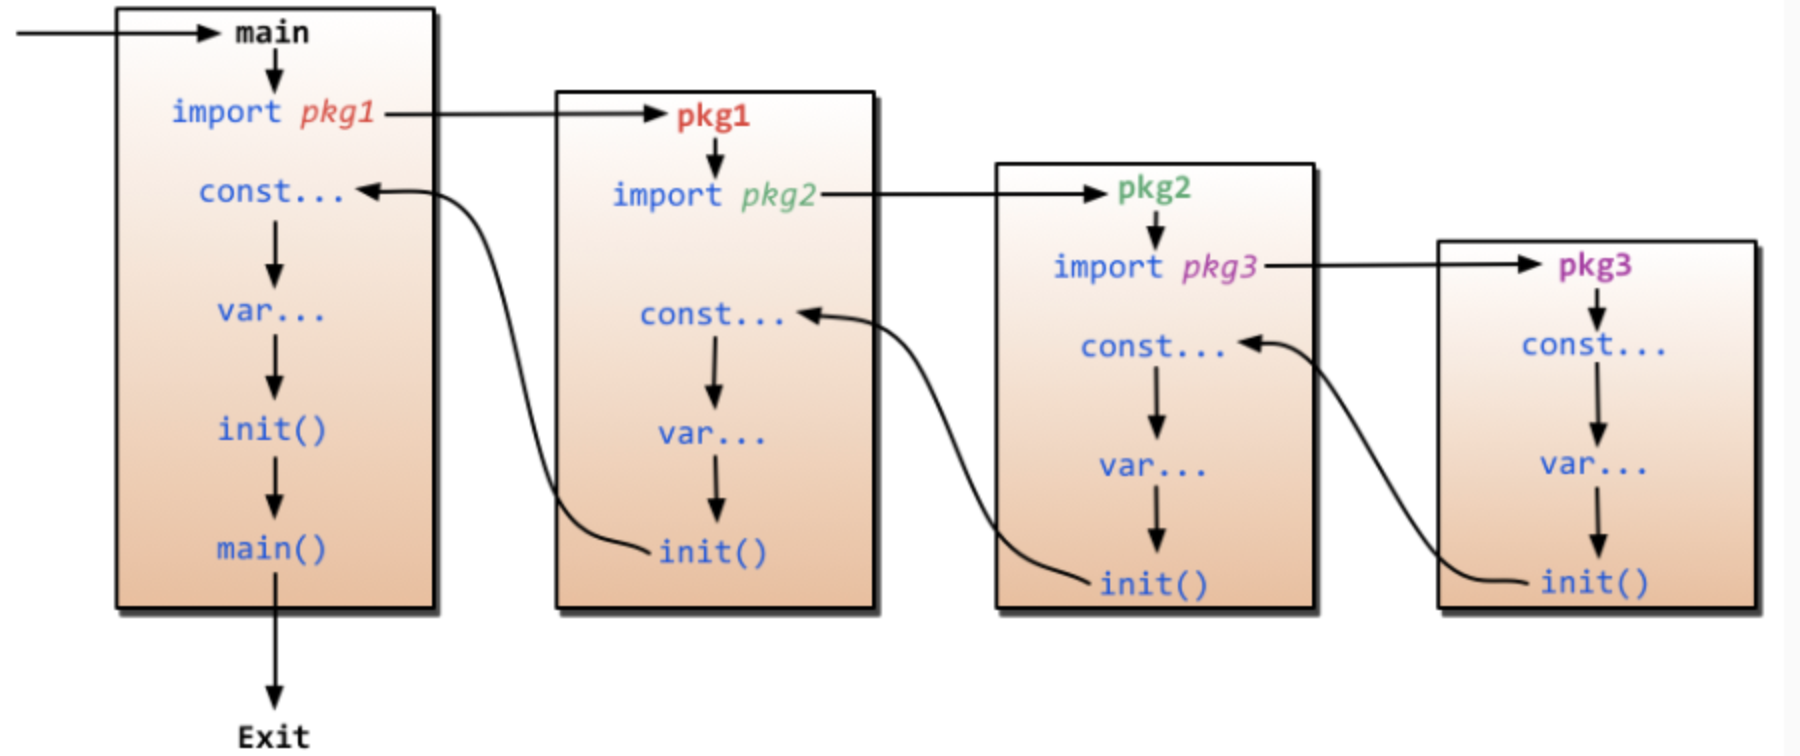 main
import pkg1
const...
var...
init()
main()
Exit
pkg1
import pkg2
const...
var...
init()
pkg2
import pkg3
const...
var...
init()
pkg3
const...
var...
init()